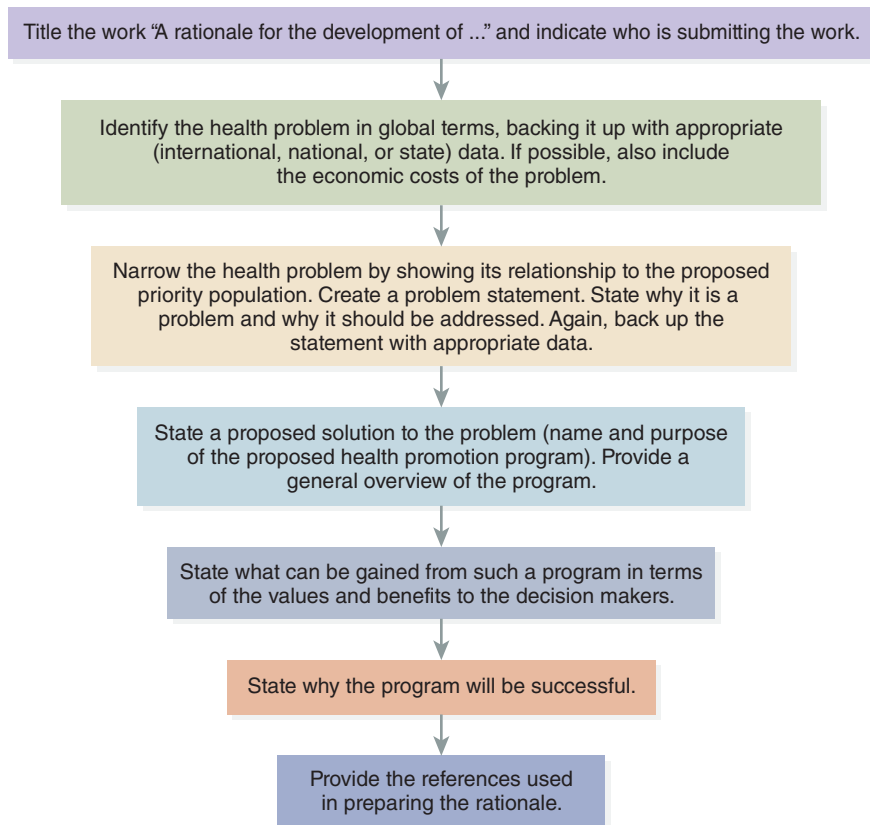 Title the work “A rationale for the development of ...” and indicate who is submitting the work.
Identify the health problem in global terms, backing it up with appropriate
(international, national, or state) data. If possible, also include
the economic costs of the problem.
Narrow the health problem by showing its relationship to the proposed
priority population. Create a problem statement. State why it is a
problem and why it should be addressed. Again, back up the
statement with appropriate data.
State a proposed solution to the problem (name and purpose
of the proposed health promotion program). Provide a
general overview of the program.
State what can be gained from such a program in terms
of the values and benefits to the decision makers.
State why the program will be successful.
Provide the references used
in preparing the rationale.